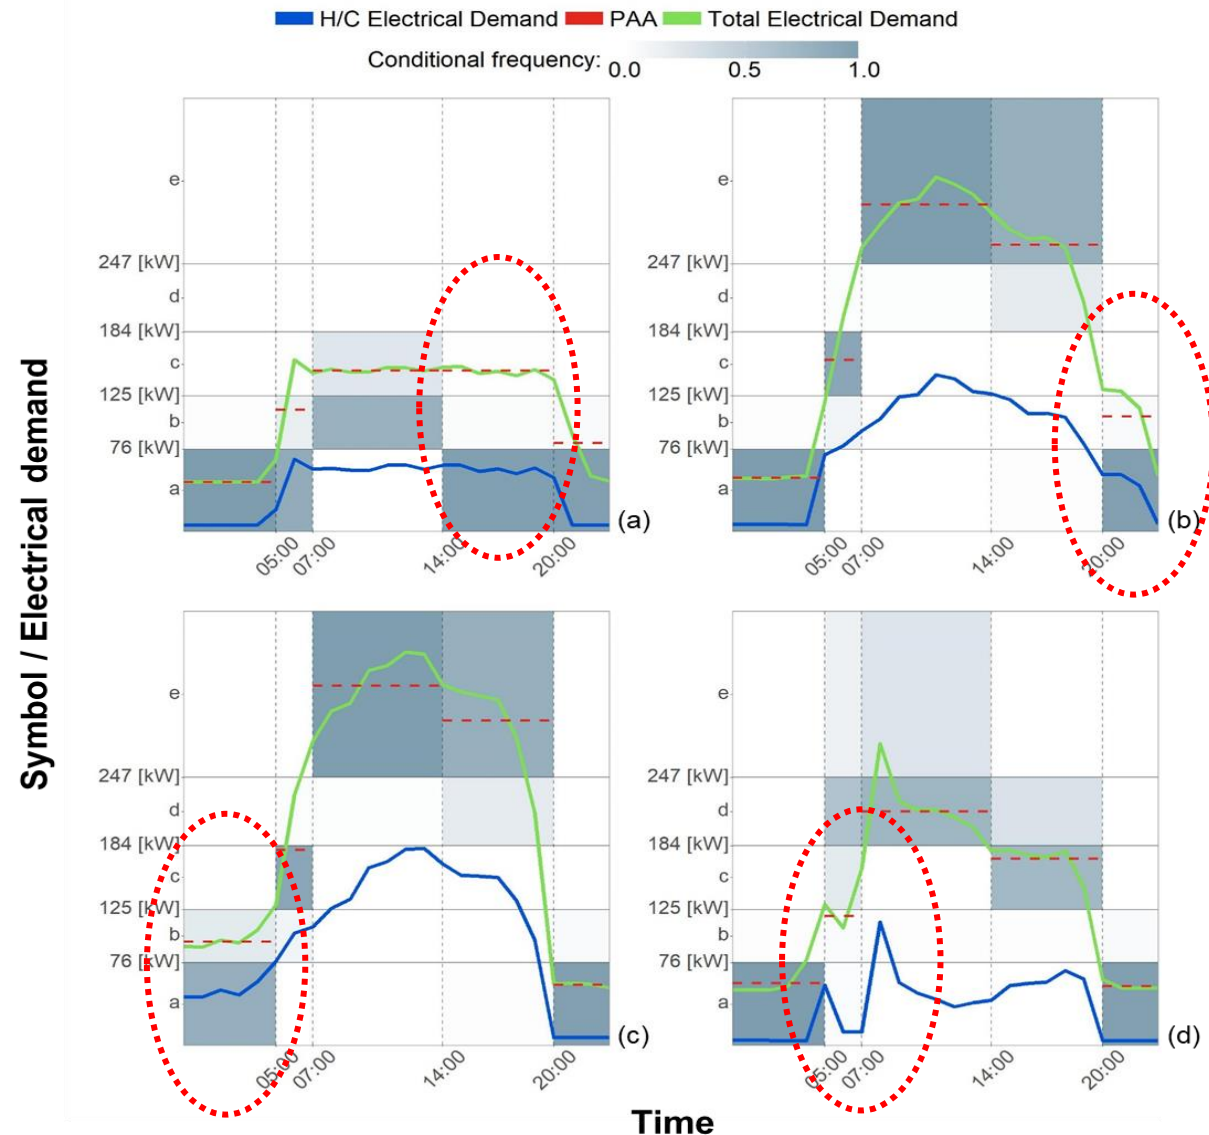 H/C Electrical Demand PAA Total Electrical Demand
Conditional frequency: 0.0 0.5 1.0
Symbol / Electrical demand
e
247 [kW]
d
184 [kW]
c
125 [kW]
b
76 [kW]
a
(a)
05:00 07:00 14:00 20:00
e
247 [kW]
d
184 [kW]
c
125 [kW]
b
76 [kW]
a
(b)
05:00 07:00 14:00 20:00
e
247 [kW]
d
184 [kW]
c
125 [kW]
b
76 [kW]
a
(c)
05:00 07:00 14:00 20:00
e
247 [kW]
d
184 [kW]
c
125 [kW]
b
76 [kW]
a
(d)
05:00 07:00 14:00 20:00
Time